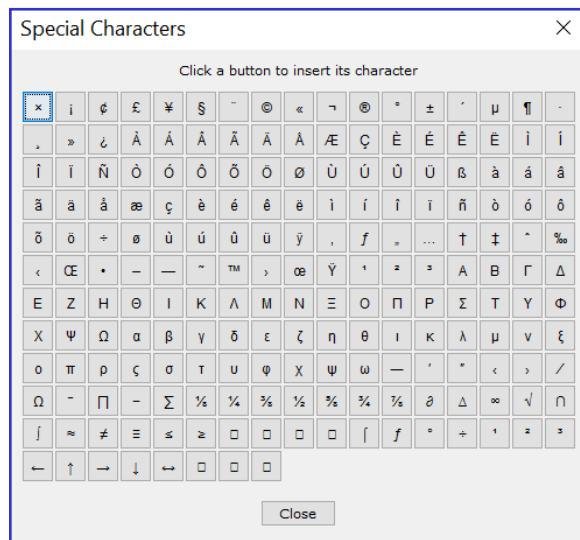 Special Characters
Click a button to insert its character
× ¡ ¢ £ ¥ § ¨ © « ¬ ® ° ± ´ µ ¶ ·
¸ » ¿ À Á Â Ã Ä Å Æ Ç È É Ê Ë Ì Í
Î Ï Ñ Ò Ó Ô Õ Ö Ø Ù Ú Û Ü ß à á â
ã ä å æ ç è é ê ë ì í î ï ñ ò ó ô
õ ö ÷ ø ù ú û ü ÿ ‚ ƒ „ … † ‡ ˆ ‰
‹ Œ • – — ˜ ™ › œ Ÿ ¹ ² ³ Α Β Γ Δ
Ε Ζ Η Θ Ι Κ Λ Μ Ν Ξ Ο Π Ρ Σ Τ Υ Φ
Χ Ψ Ω α β γ δ ε ζ η θ ι κ λ μ ν ξ
ο π ρ ς σ τ υ φ χ ψ ω — ′ ″ ‹ › ⁄
Ω ‾ ∏ − ∑ ⅛ ¼ ⅜ ½ ⅝ ¾ ⅞ ∂ ∆ ∞ √ ∩
∫ ≈ ≠ ≡ ≤ ≥ □ □ □ □ ⌠ ƒ ° ÷ ¹ ² ³
← ↑ → ↓ ↔ □ □ □
Close